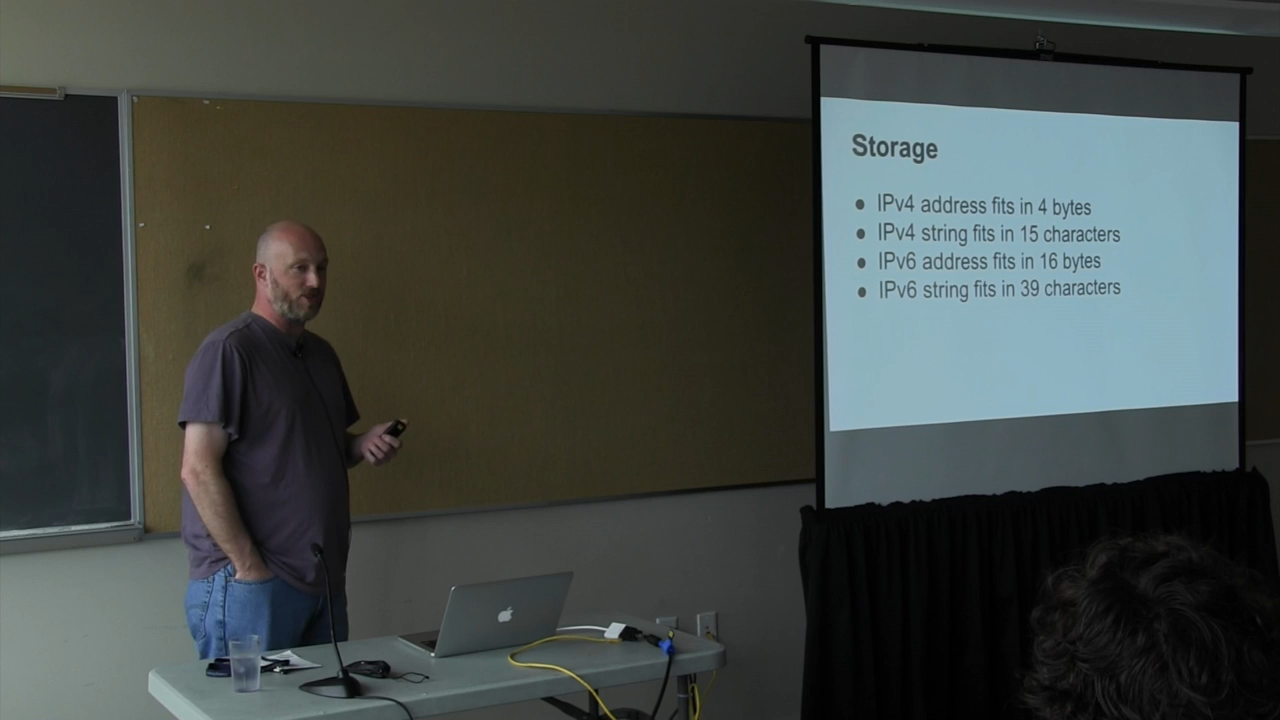 Storage
● IPv4 address fits in 4 bytes
● IPv4 string fits in 15 characters
● IPv6 address fits in 16 bytes
● IPv6 string fits in 39 characters